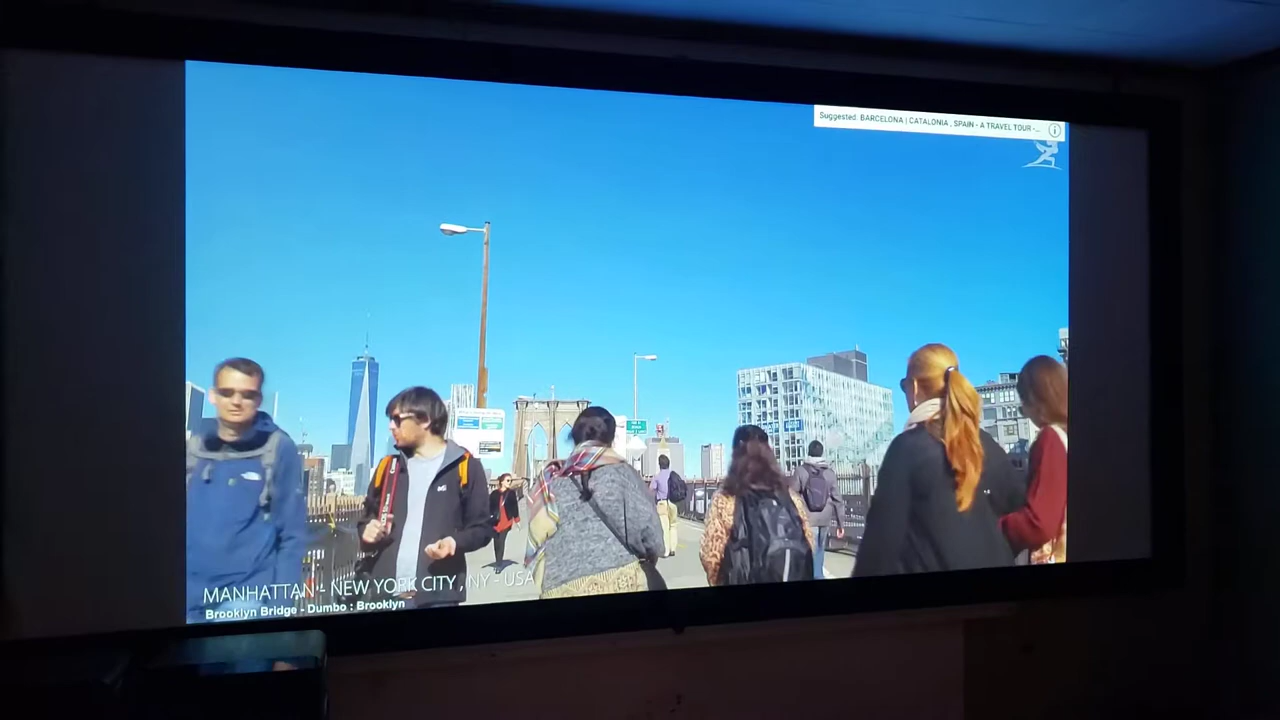 Suggested: BARCELONA | CATALONIA , SPAIN - A TRAVEL TOUR -...
MANHATTAN - NEW YORK CITY , NY - USA
Brooklyn Bridge - Dumbo : Brooklyn